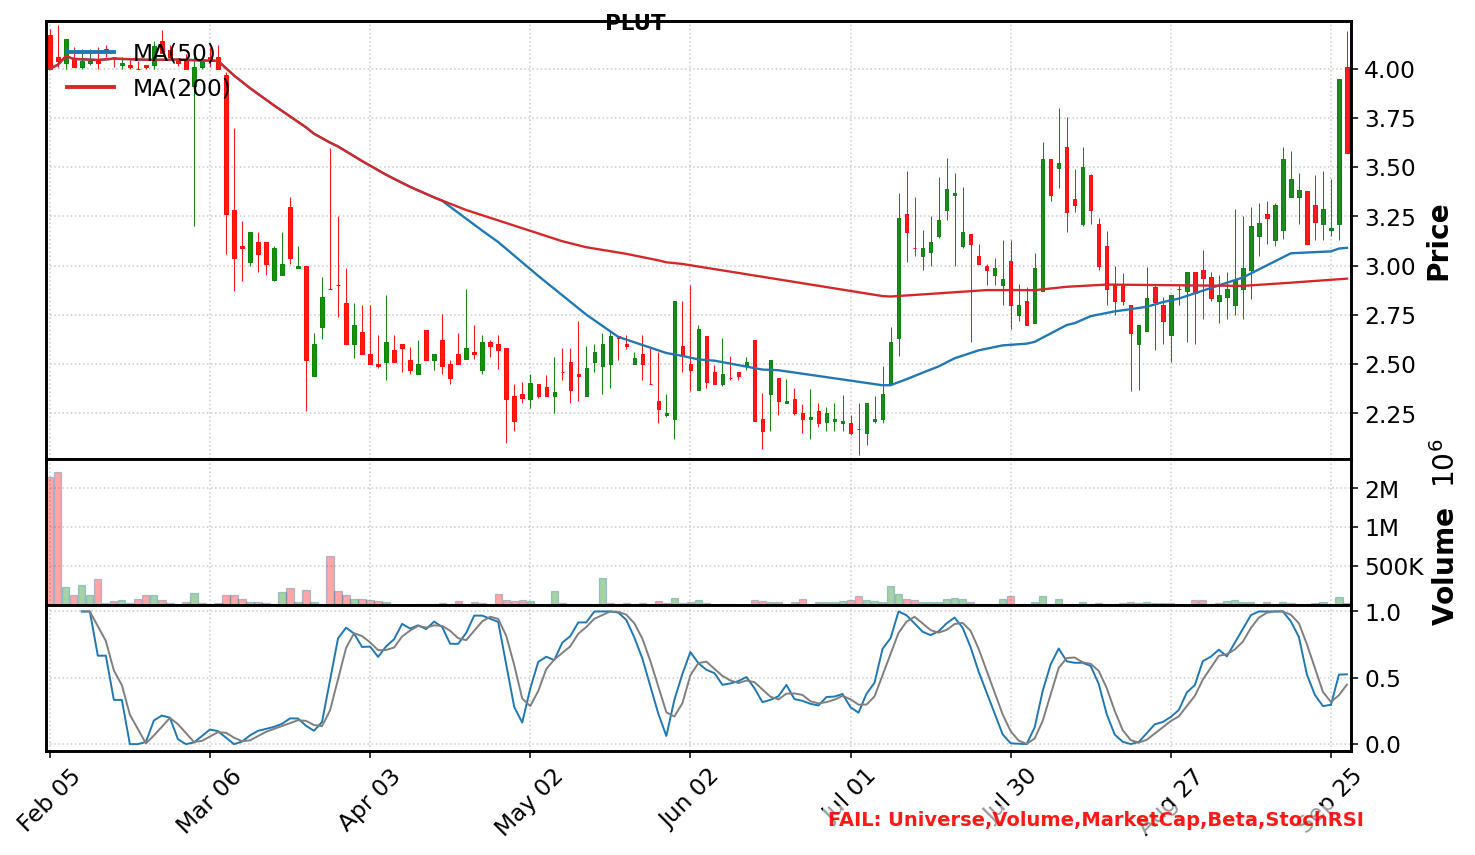 PLUT
MA(50)
MA(200)
4.00
3.75
3.50
3.25
3.00
2.75
2.50
2.25
Price
2M
1M
500K
Volume 10^6
1.0
0.5
0.0
Feb 05
Mar 06
Apr 03
May 02
Jun 02
Jul 01
Jul 30
Aug 27
Sep 25
FAIL: Universe,Volume,MarketCap,Beta,StochRSI